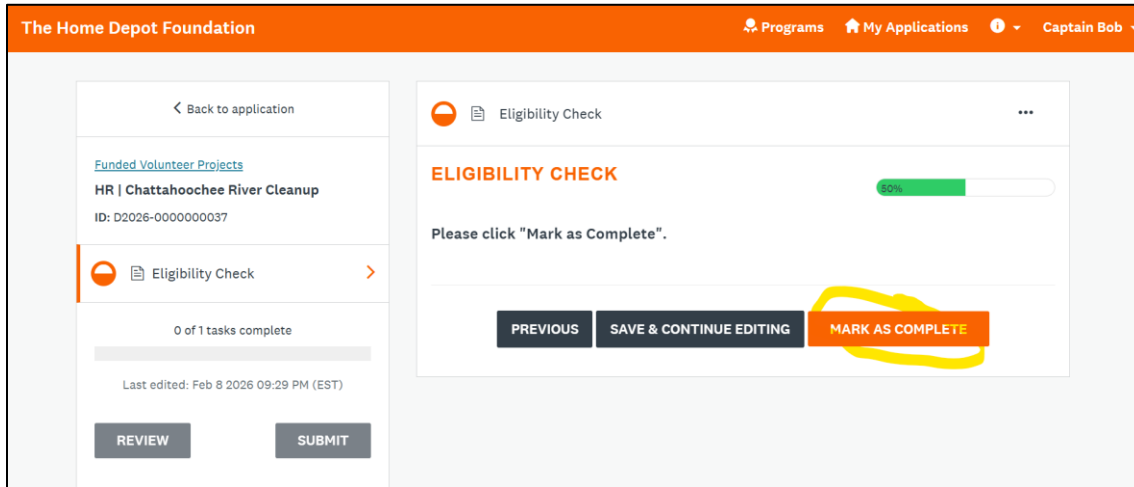 The Home Depot Foundation
Programs
My Applications
Captain Bob
Back to application
Funded Volunteer Projects
HR | Chattahoochee River Cleanup
ID: D2026-0000000037
Eligibility Check
0 of 1 tasks complete
Last edited: Feb 8 2026 09:29 PM (EST)
REVIEW
SUBMIT
Eligibility Check
ELIGIBILITY CHECK
50%
Please click "Mark as Complete".
PREVIOUS
SAVE & CONTINUE EDITING
MARK AS COMPLETE